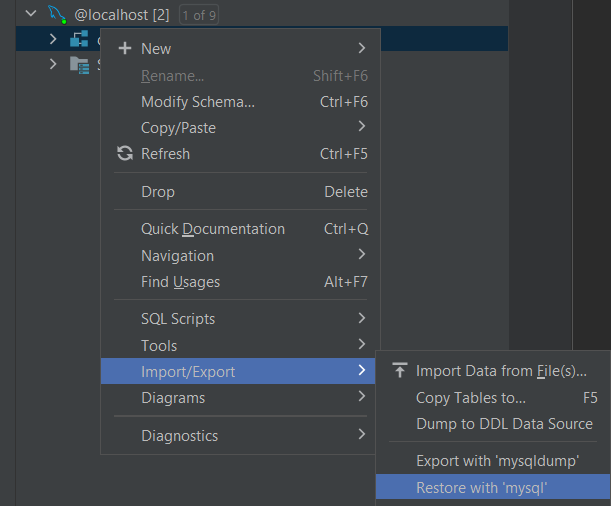 @localhost [2] 1 of 9
New
Rename... Shift+F6
Modify Schema... Ctrl+F6
Copy/Paste
Refresh Ctrl+F5
Drop Delete
Quick Documentation Ctrl+Q
Navigation
Find Usages Alt+F7
SQL Scripts
Tools
Import/Export
Diagrams
Diagnostics
Import Data from File(s)...
Copy Tables to... F5
Dump to DDL Data Source
Export with 'mysqldump'
Restore with 'mysql'